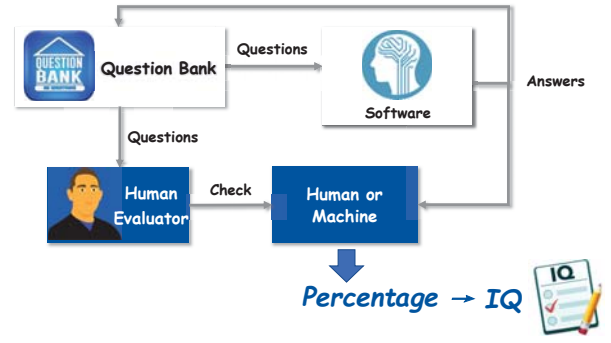 QUESTION
BANK
Question Bank
Questions
Software
Answers
Questions
Human
Evaluator
Check
Human or
Machine
Percentage → IQ
IQ